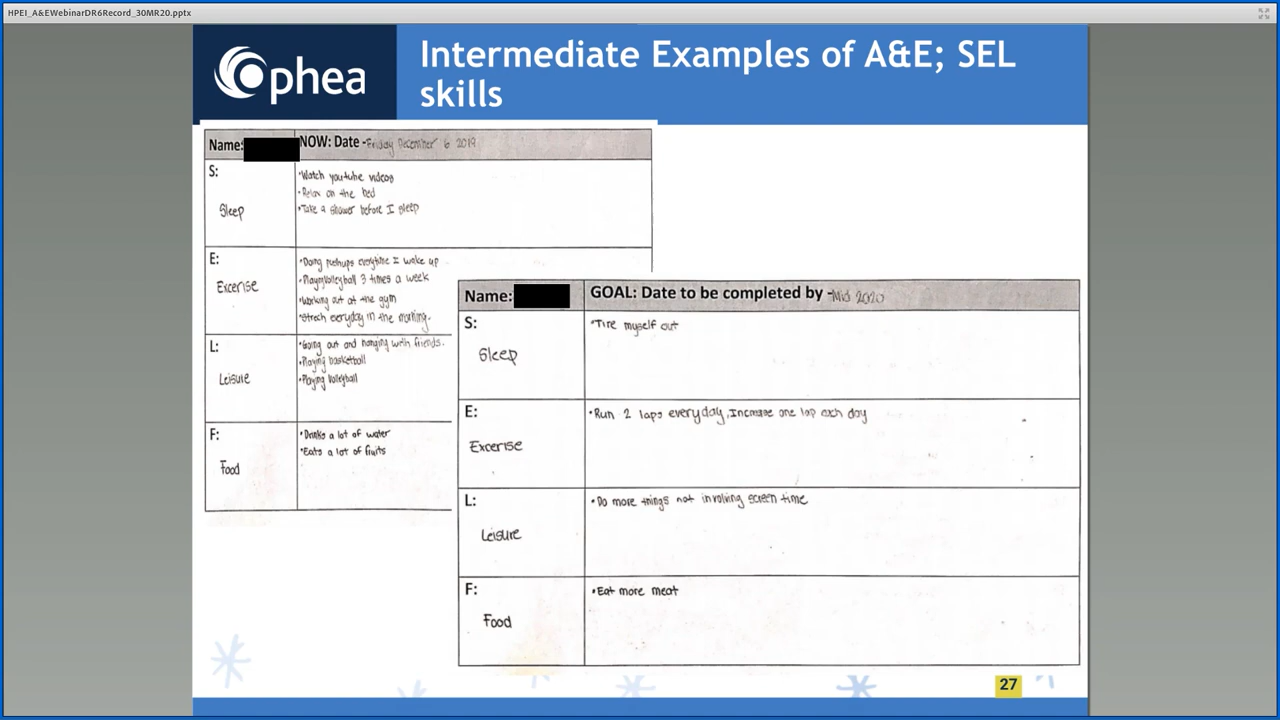 HPEI_A&EWebinarDR6Record_30MR20.pptx
Ophea
Intermediate Examples of A&E; SEL
skills
Name: NOW: Date - Friday December 6 2019
S:
Sleep
•Watch youtube videos
•Relax on the bed
•Take a shower before I sleep
E:
Excerise
•Doing pushups everytime I wake up
•Playing Volleyball 3 times a week
•Working out at the gym
•Strech everyday in the morning.
L:
Leisure
•Going out and hanging with friends.
•Playing basketball
•Playing Volleyball
F:
Food
•Drinks a lot of water
•Eats a lot of fruits
Name: GOAL: Date to be completed by - Mid 2020
S:
Sleep
•Tire myself out
E:
Excerise
•Run 2 laps everyday, Increase one lap each day
L:
Leisure
•Do more things not involving screen time
F:
Food
•Eat more meat
27